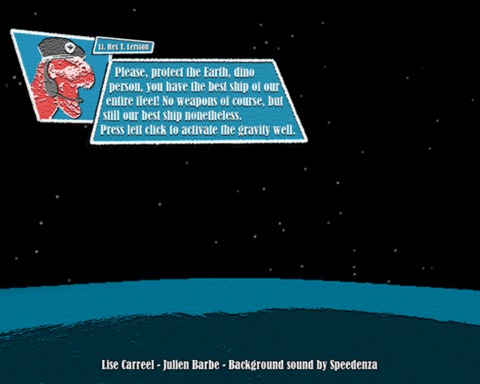 Lt. Rex T. Lersson
Please, protect the Earth, dino
person, you have the best ship of our
entire fleet! No weapons of course, but
still our best ship nonetheless.
Press left click to activate the gravity well.
Lise Carreel - Julien Barbe - Background sound by Speedenza